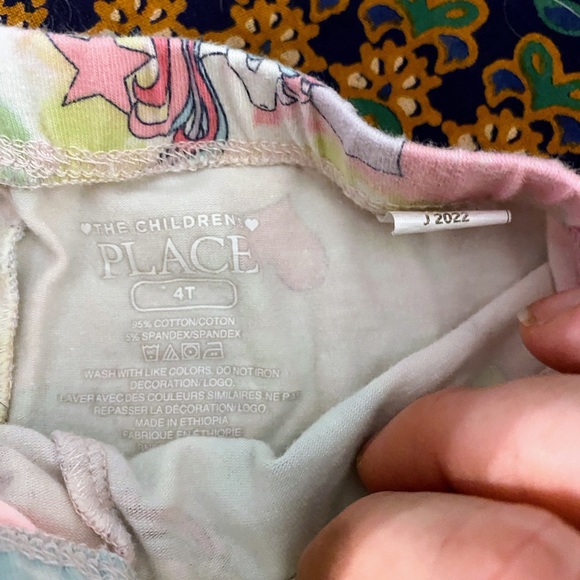 ♥THE CHILDREN'S♥
PLACE
4T
95% COTTON/COTON
5% SPANDEX/SPANDEX
WASH WITH LIKE COLORS. DO NOT IRON
DECORATION/LOGO.
LAVER AVEC DES COULEURS SIMILAIRES NE P
REPASSER LA DÉCORATION/LOGO
MADE IN ETHIOPIA
FABRIQUÉ EN ÉTHIOPIE
J 2022